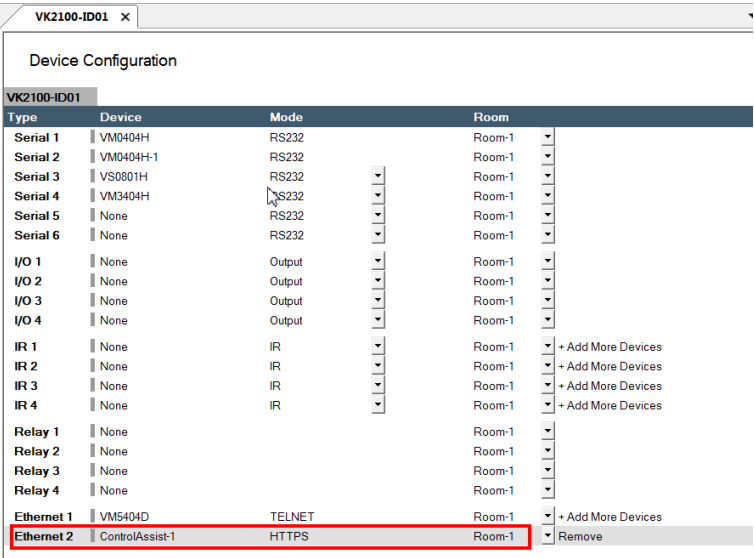 VK2100-ID01 ×
Device Configuration
VK2100-ID01
Type Device Mode Room
Serial 1 VM0404H RS232 Room-1
Serial 2 VM0404H-1 RS232 Room-1
Serial 3 VS0801H RS232 Room-1
Serial 4 VM3404H RS232 Room-1
Serial 5 None RS232 Room-1
Serial 6 None RS232 Room-1
I/O 1 None Output Room-1
I/O 2 None Output Room-1
I/O 3 None Output Room-1
I/O 4 None Output Room-1
IR 1 None IR Room-1 + Add More Devices
IR 2 None IR Room-1 + Add More Devices
IR 3 None IR Room-1 + Add More Devices
IR 4 None IR Room-1 + Add More Devices
Relay 1 None Room-1
Relay 2 None Room-1
Relay 3 None Room-1
Relay 4 None Room-1
Ethernet 1 VM5404D TELNET Room-1 + Add More Devices
Ethernet 2 ControlAssist-1 HTTPS Room-1 - Remove